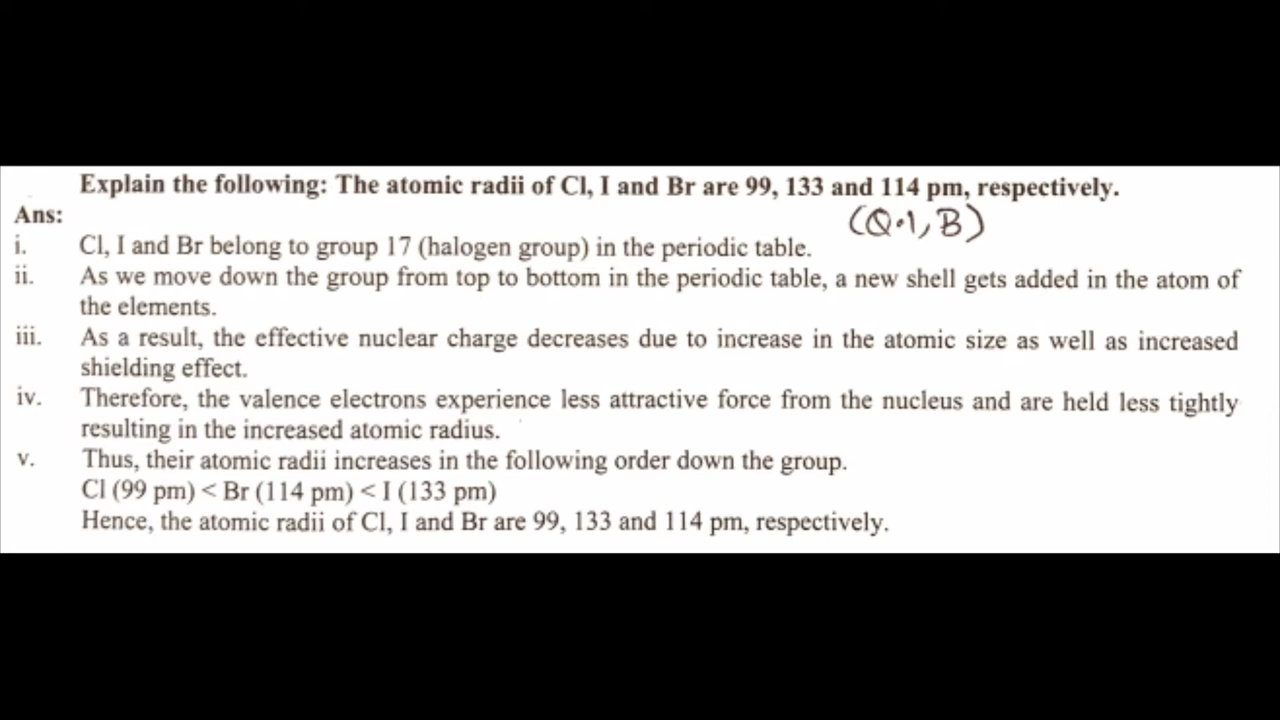 Explain the following: The atomic radii of Cl, I and Br are 99, 133 and 114 pm, respectively.
Ans: (Q.1, B)
i. Cl, I and Br belong to group 17 (halogen group) in the periodic table.
ii. As we move down the group from top to bottom in the periodic table, a new shell gets added in the atom of
the elements.
iii. As a result, the effective nuclear charge decreases due to increase in the atomic size as well as increased
shielding effect.
iv. Therefore, the valence electrons experience less attractive force from the nucleus and are held less tightly
resulting in the increased atomic radius.
v. Thus, their atomic radii increases in the following order down the group.
Cl (99 pm) < Br (114 pm) < I (133 pm)
Hence, the atomic radii of Cl, I and Br are 99, 133 and 114 pm, respectively.